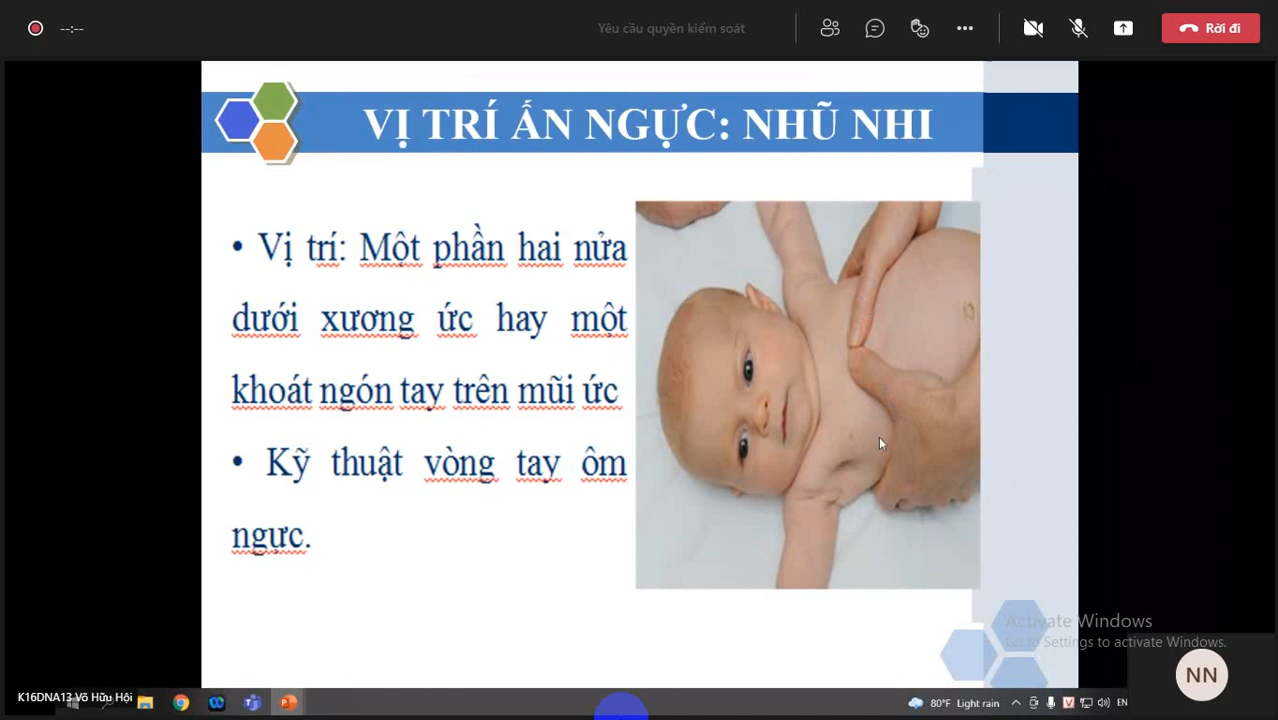 --:--
Yêu cầu quyền kiểm soát
Rời đi
VỊ TRÍ ẤN NGỰC: NHŨ NHI
• Vị trí: Một phần hai nửa
dưới xương ức hay một
khoát ngón tay trên mũi ức
• Kỹ thuật vòng tay ôm
ngực.
Activate Windows
Go to Settings to activate Windows.
NN
K16DNA13 Võ Hữu Hội
80°F Light rain
EN